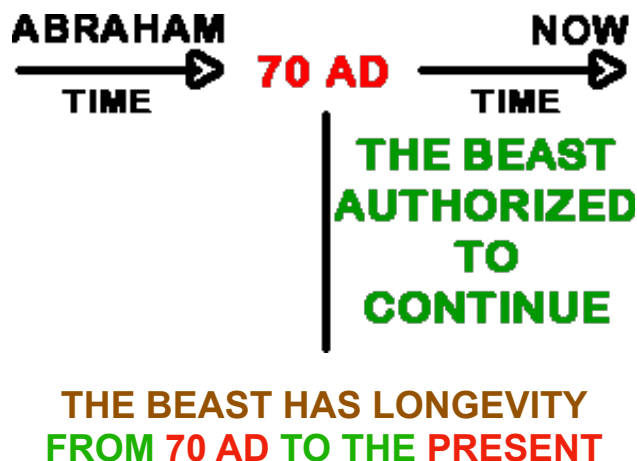 ABRAHAM NOW
70 AD
TIME TIME
THE BEAST
AUTHORIZED
TO
CONTINUE
THE BEAST HAS LONGEVITY
FROM 70 AD TO THE PRESENT